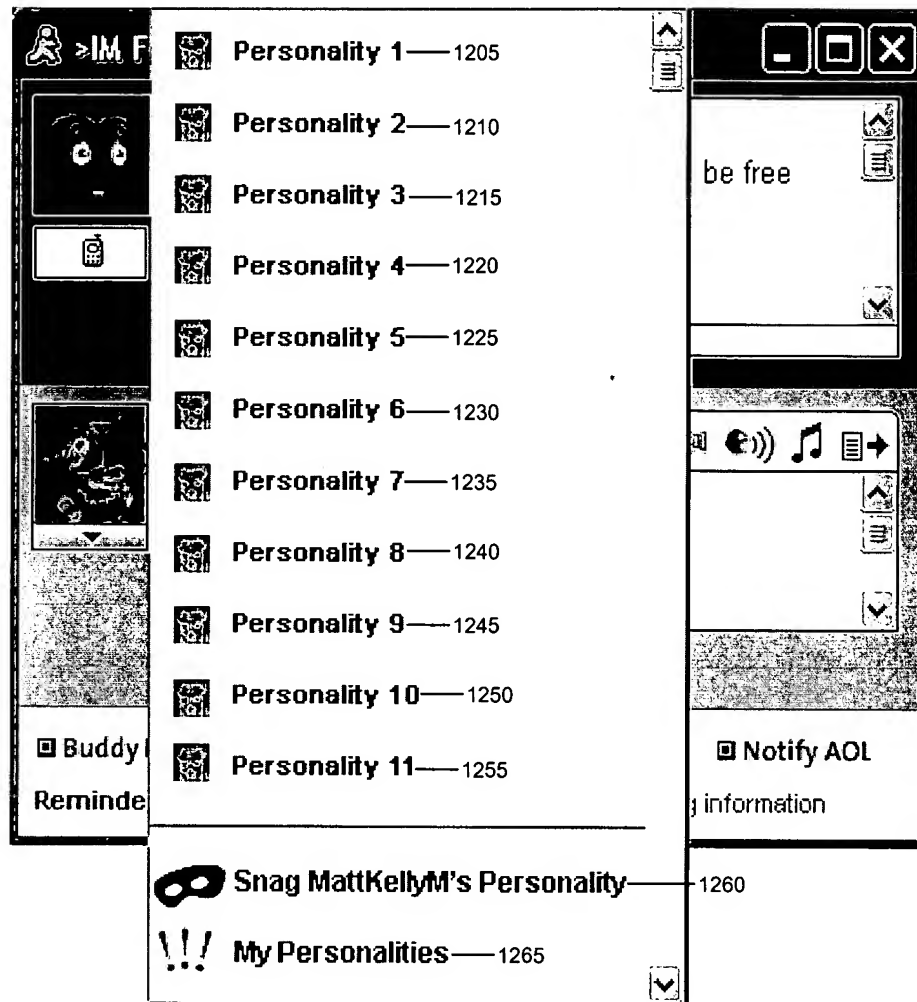 >IM F
Personality 1 1205
Personality 2 1210
be free
Personality 3 1215
Personality 4 1220
Personality 5 1225
Personality 6 1230
Personality 7 1235
Personality 8 1240
Personality 9 1245
Personality 10 1250
Buddy
Notify AOL
Personality 11 1255
Reminde
information
Snag MattKellyM's Personality 1260
My Personalities 1265